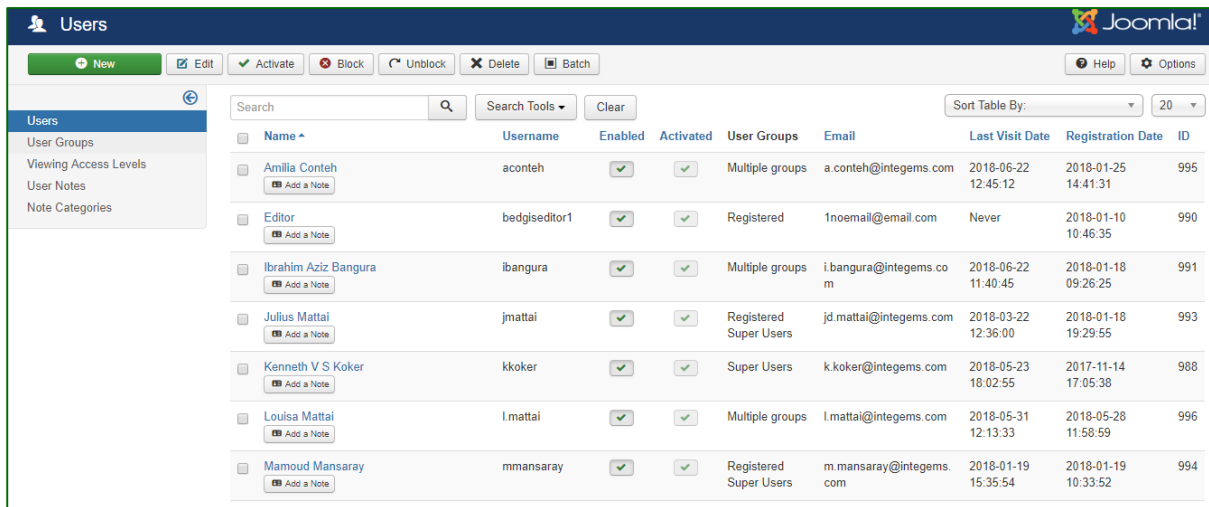 Users
Joomla!
New Edit Activate Block Unblock Delete Batch Help Options
Users
User Groups
Viewing Access Levels
User Notes
Note Categories
Search Search Tools Clear Sort Table By: 20
Name Username Enabled Activated User Groups Email Last Visit Date Registration Date ID
Amilia Conteh aconteh Multiple groups a.conteh@integems.com 2018-06-22 2018-01-25 995
Add a Note 12:45:12 14:41:31
Editor bedgiseditor1 Registered 1noemail@email.com Never 2018-01-10 990
Add a Note 10:46:35
Ibrahim Aziz Bangura ibangura Multiple groups i.bangura@integems.co 2018-06-22 2018-01-18 991
Add a Note m 11:40:45 09:26:25
Julius Mattai jmattai Registered jd.mattai@integems.com 2018-03-22 2018-01-18 993
Add a Note Super Users 12:36:00 19:29:55
Kenneth V S Koker kkoker Super Users k.koker@integems.com 2018-05-23 2017-11-14 988
Add a Note 18:02:55 17:05:38
Louisa Mattai l.mattai Multiple groups l.mattai@integems.com 2018-05-31 2018-05-28 996
Add a Note 12:13:33 11:58:59
Mamoud Mansaray mmansaray Registered m.mansaray@integems. 2018-01-19 2018-01-19 994
Add a Note Super Users com 15:35:54 10:33:52